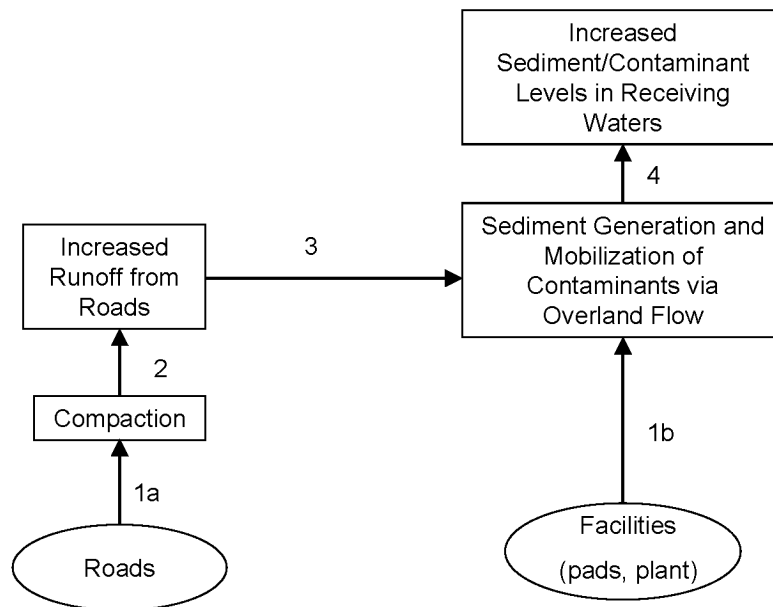 Increased
Sediment/Contaminant
Levels in Receiving
Waters
4
Increased
Runoff from
Roads
3
Sediment Generation and
Mobilization of
Contaminants via
Overland Flow
2
Compaction
1a
1b
Roads
Facilities
(pads, plant)